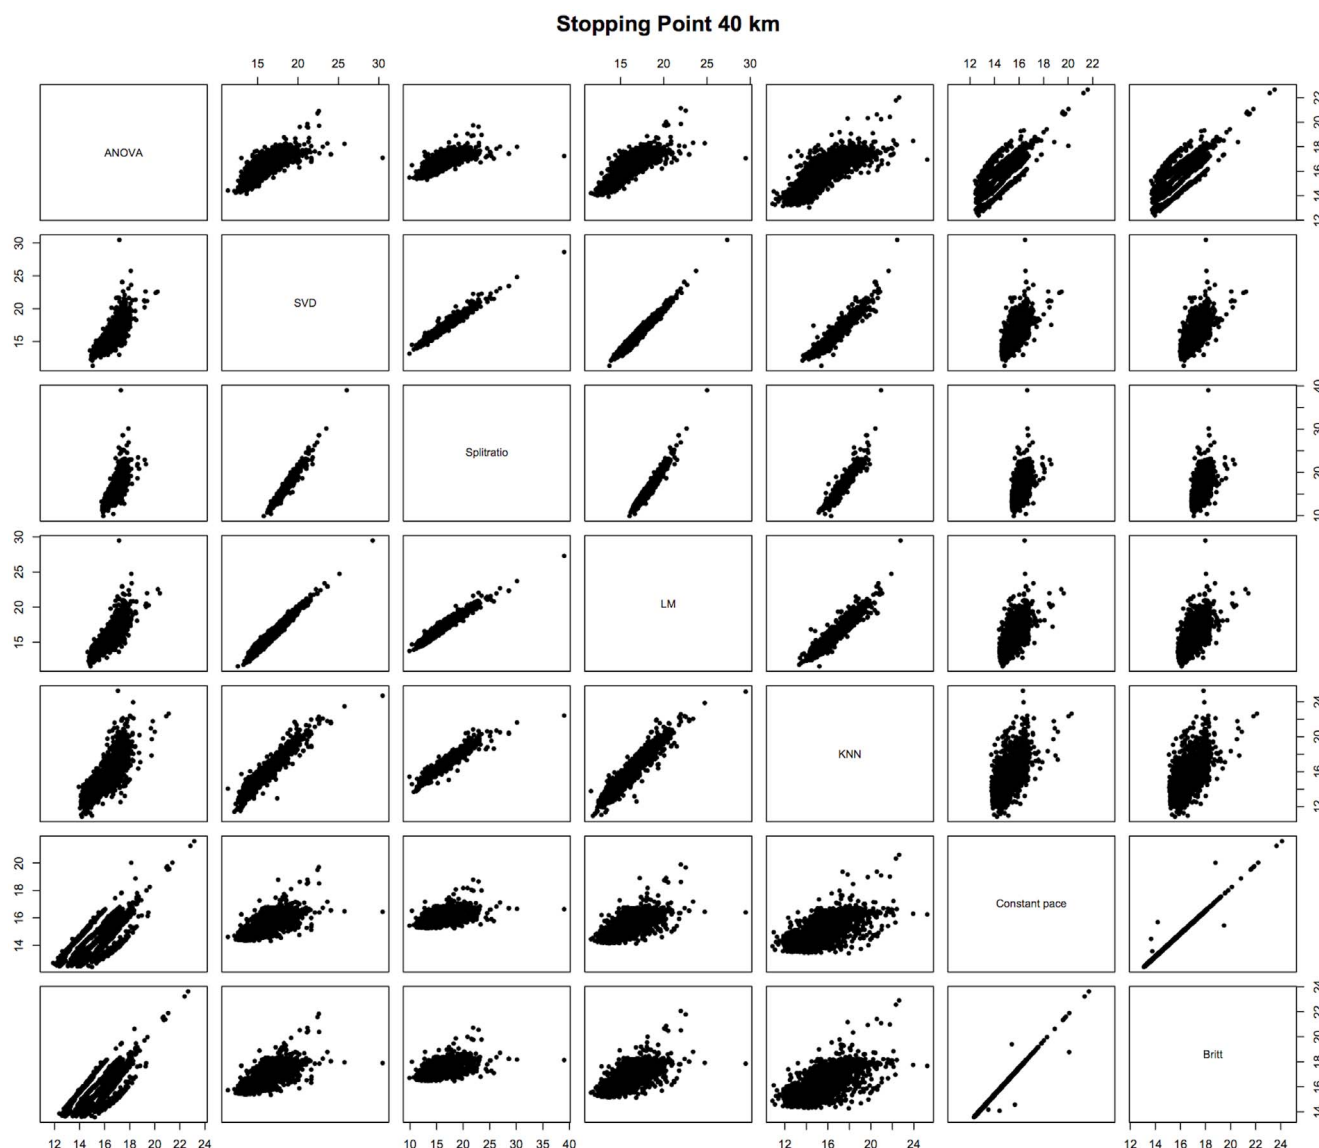 Stopping Point 40 km
15 20 25 30
15 20 25
12 14 16 18 20 22
ANOVA
12 14 16 18 20 22
15 20 25 30
SVD
Splitratio
10 20 30 40
15 20 25 30
LM
KNN
12 16 20 24
14 16 18 20
Constant pace
Britt
14 16 18 20 22 24
12 14 16 18 20 22 24
10 15 20 25 30 35 40
12 16 20 24
12 14 16 18 20 22 24